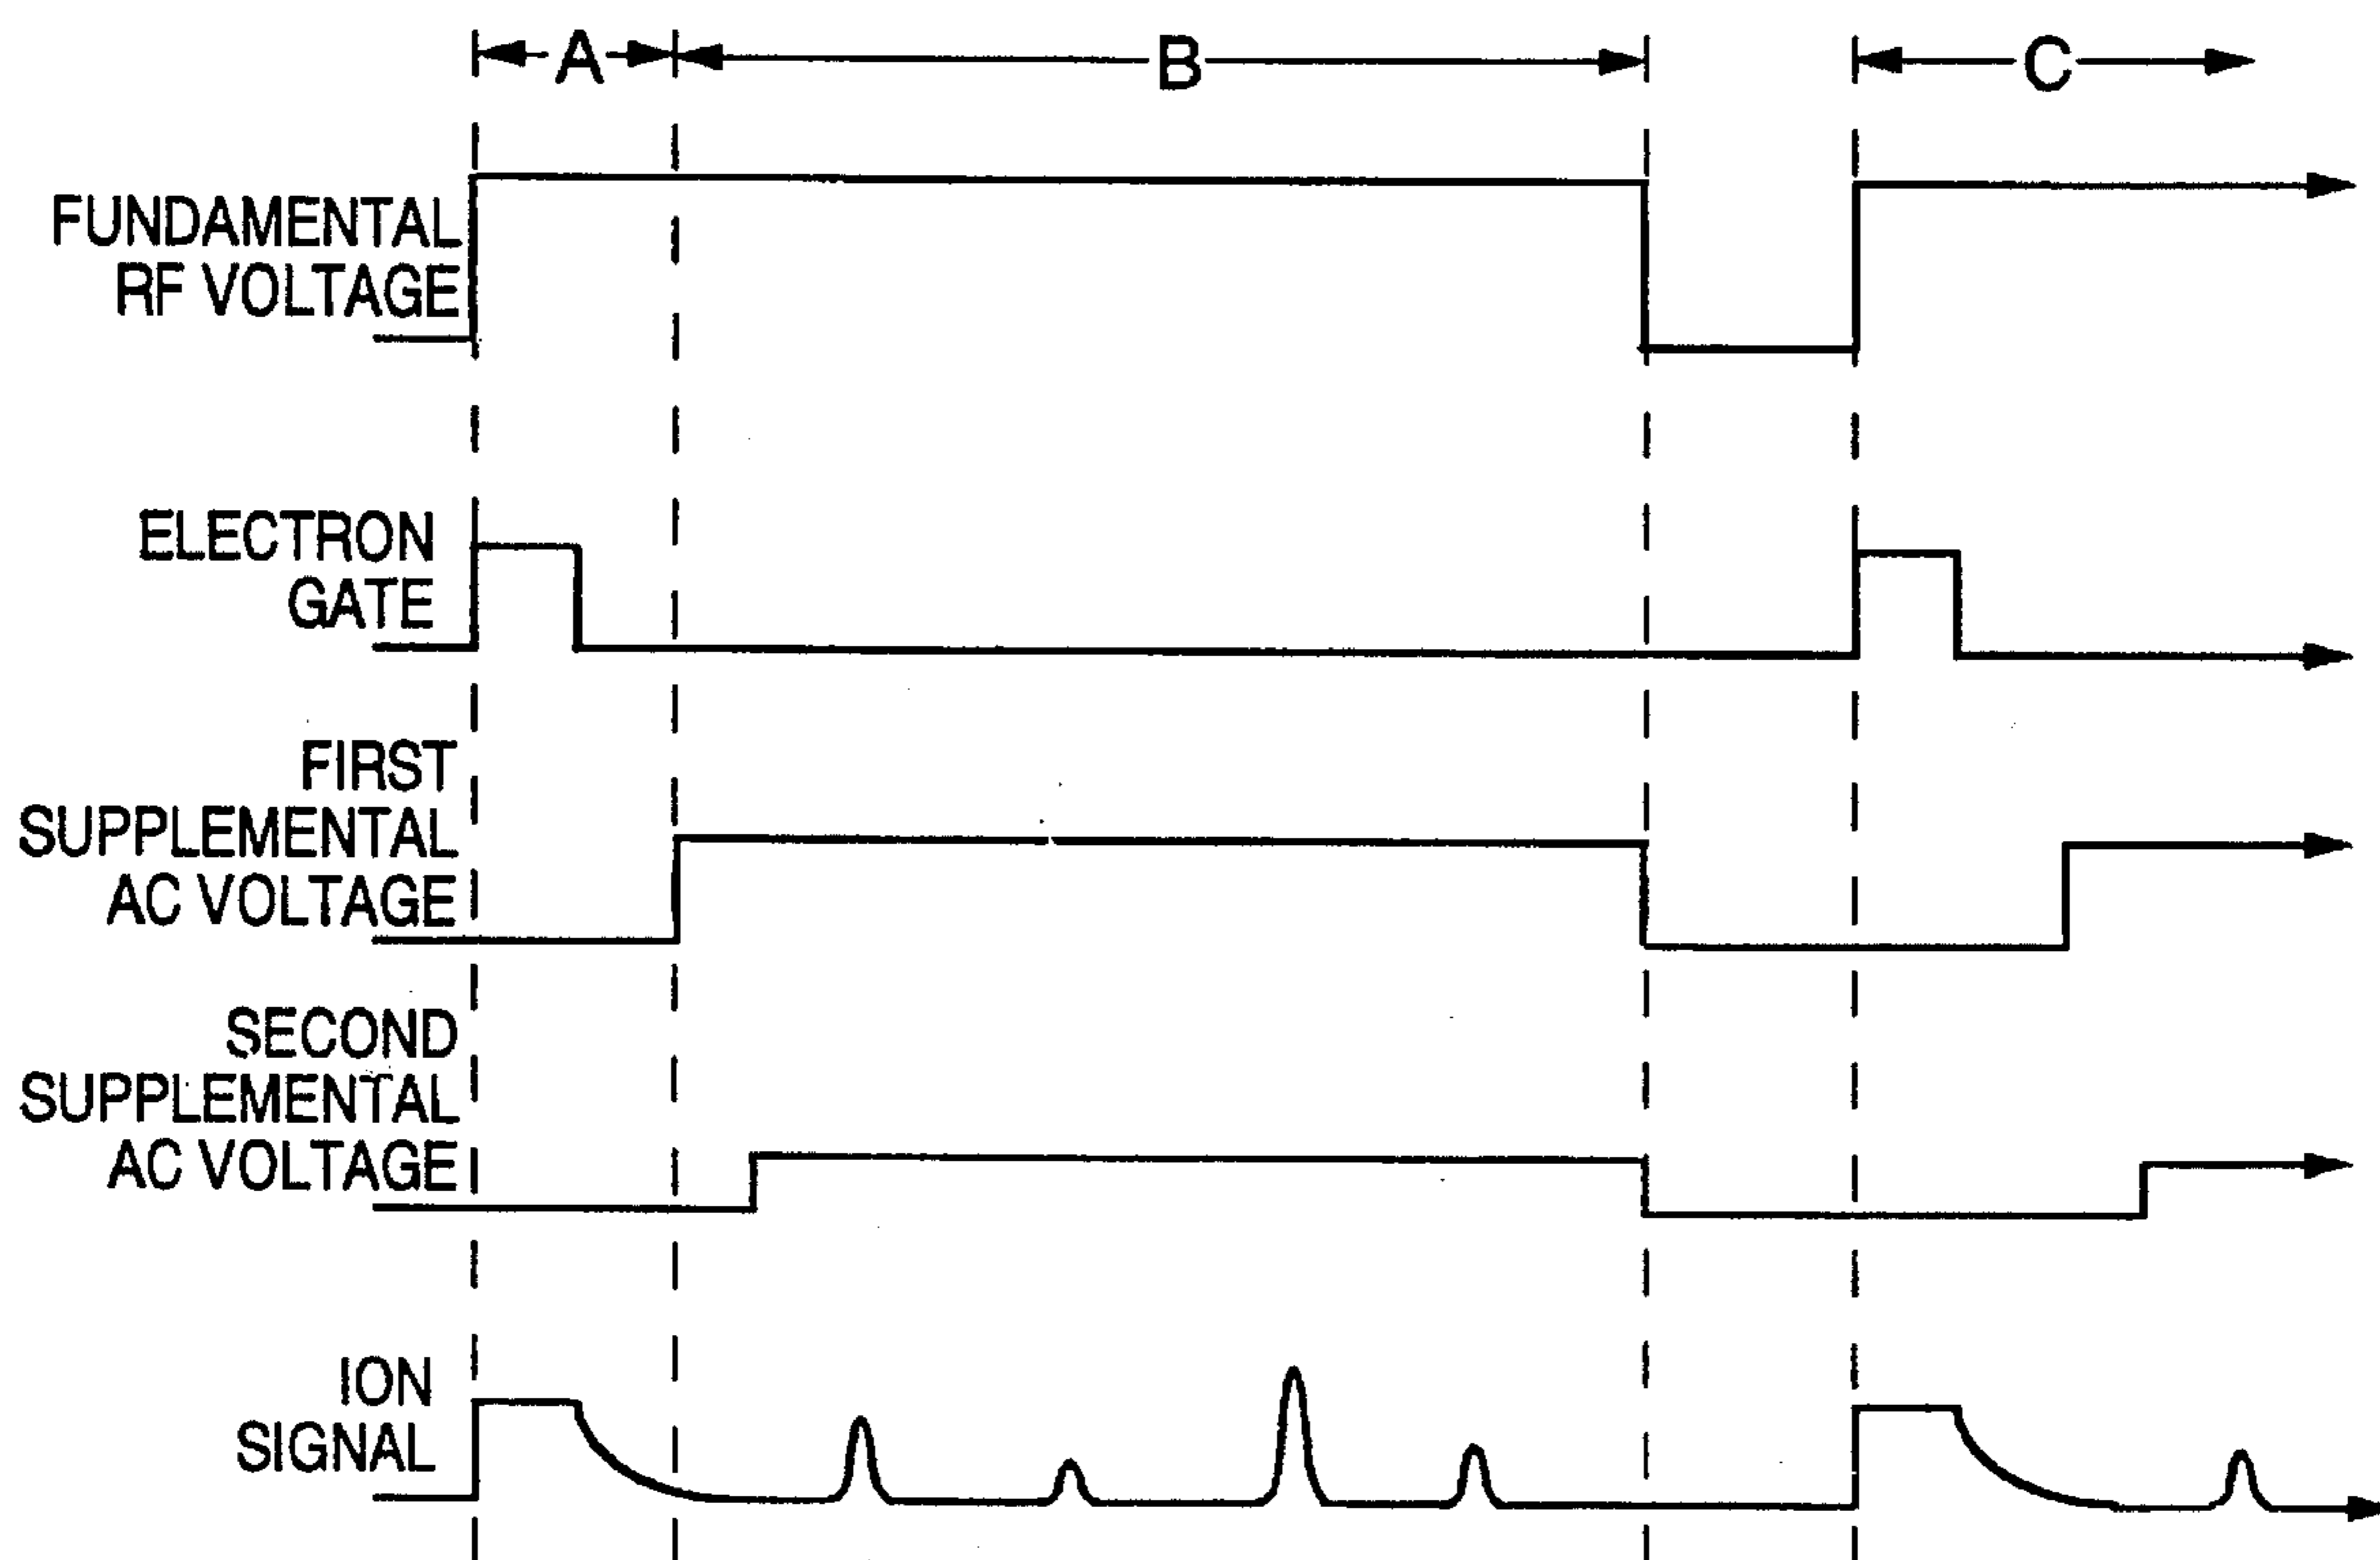 A
B
C
FUNDAMENTAL
RF VOLTAGE
ELECTRON
GATE
FIRST
SUPPLEMENTAL
AC VOLTAGE
SECOND
SUPPLEMENTAL
AC VOLTAGE
ION
SIGNAL